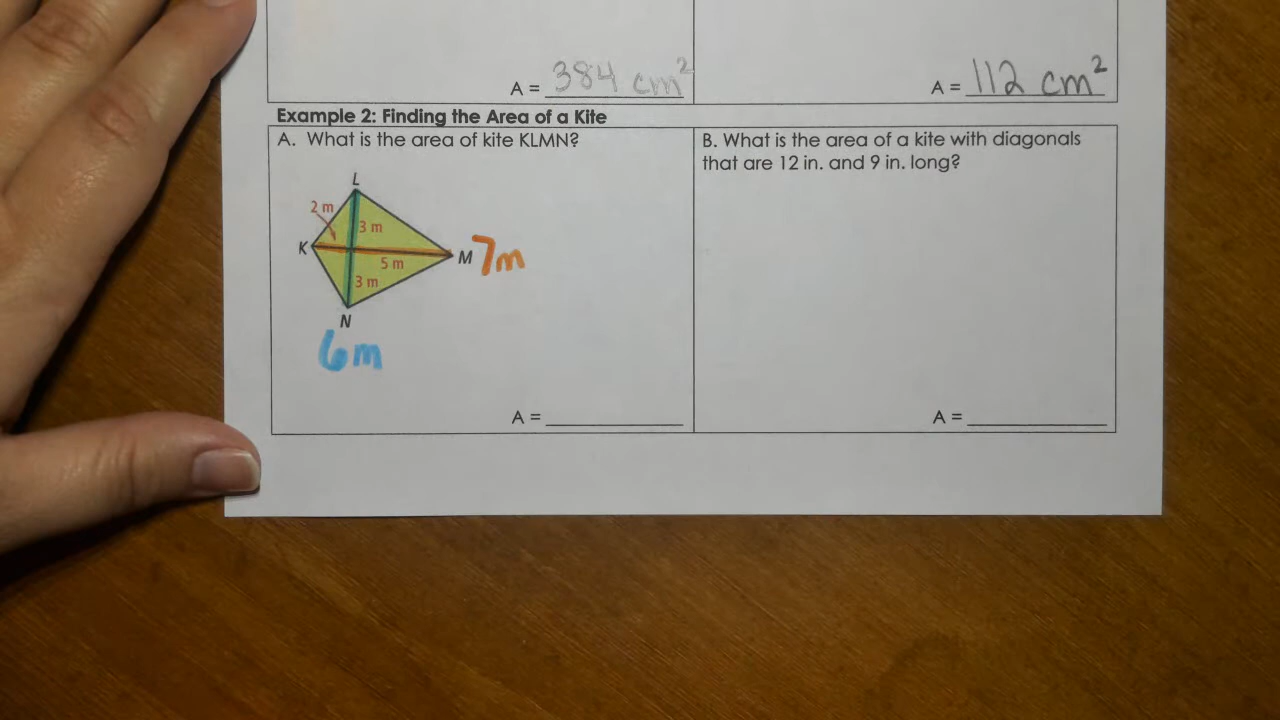 A = 384 cm²
A = 112 cm²
Example 2: Finding the Area of a Kite
A. What is the area of kite KLMN?
L
2 m
3 m
K
M 7m
5 m
3 m
N
6m
A =
B. What is the area of a kite with diagonals
that are 12 in. and 9 in. long?
A =